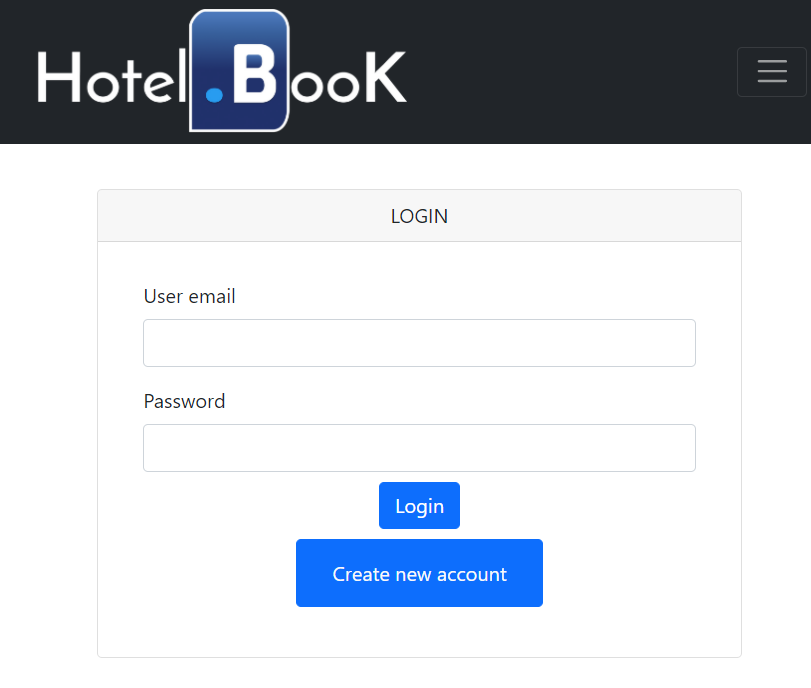 Hotel.BooK
LOGIN
User email
Password
Login
Create new account